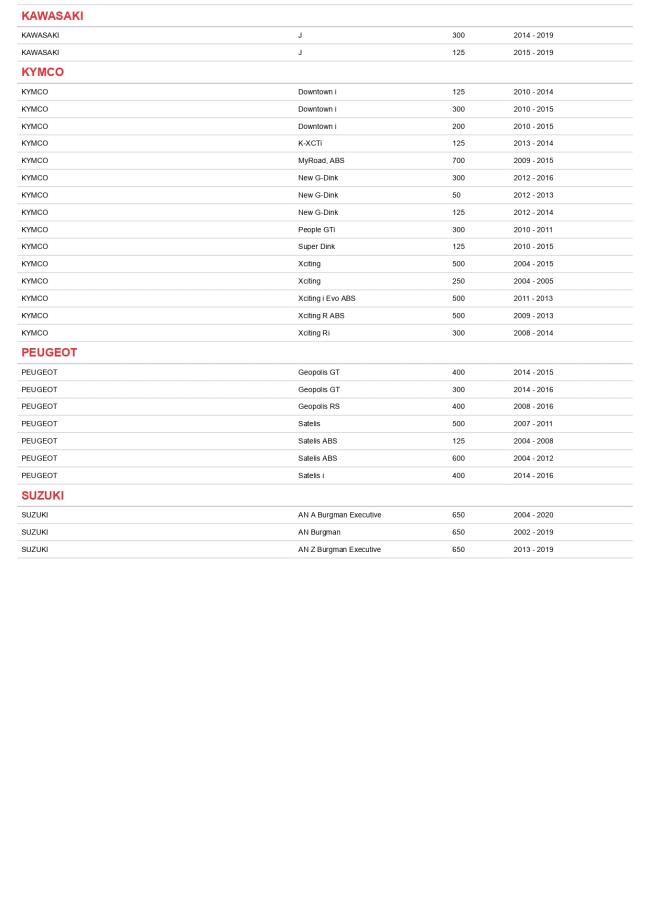 KAWASAKI
KAWASAKI J 300 2014 - 2019
KAWASAKI J 125 2015 - 2019
KYMCO
KYMCO Downtown i 125 2010 - 2014
KYMCO Downtown i 300 2010 - 2015
KYMCO Downtown i 200 2010 - 2015
KYMCO K-XCTi 125 2013 - 2014
KYMCO MyRoad, ABS 700 2009 - 2015
KYMCO New G-Dink 300 2012 - 2016
KYMCO New G-Dink 50 2012 - 2013
KYMCO New G-Dink 125 2012 - 2014
KYMCO People GTi 300 2010 - 2011
KYMCO Super Dink 125 2010 - 2015
KYMCO Xciting 500 2004 - 2015
KYMCO Xciting 250 2004 - 2005
KYMCO Xciting i Evo ABS 500 2011 - 2013
KYMCO Xciting R ABS 500 2009 - 2013
KYMCO Xciting Ri 300 2008 - 2014
PEUGEOT
PEUGEOT Geopolis GT 400 2014 - 2015
PEUGEOT Geopolis GT 300 2014 - 2016
PEUGEOT Geopolis RS 400 2008 - 2016
PEUGEOT Satelis 500 2007 - 2011
PEUGEOT Satelis ABS 125 2004 - 2008
PEUGEOT Satelis ABS 600 2004 - 2012
PEUGEOT Satelis i 400 2014 - 2016
SUZUKI
SUZUKI AN A Burgman Executive 650 2004 - 2020
SUZUKI AN Burgman 650 2002 - 2019
SUZUKI AN Z Burgman Executive 650 2013 - 2019